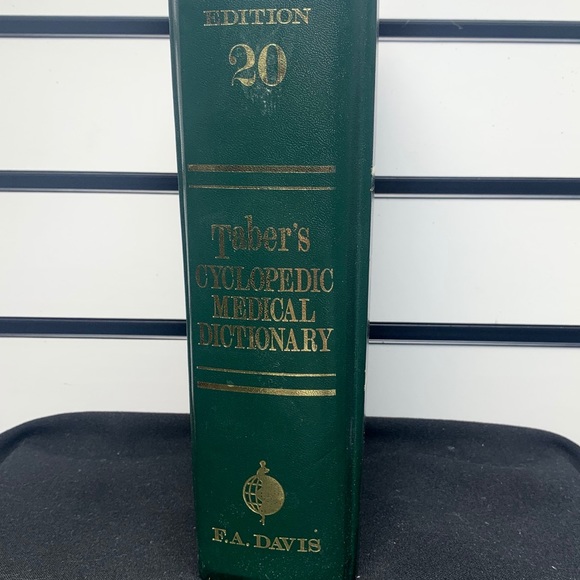 EDITION
20
Taber's
CYCLOPEDIC
MEDICAL
DICTIONARY
F.A. DAVIS